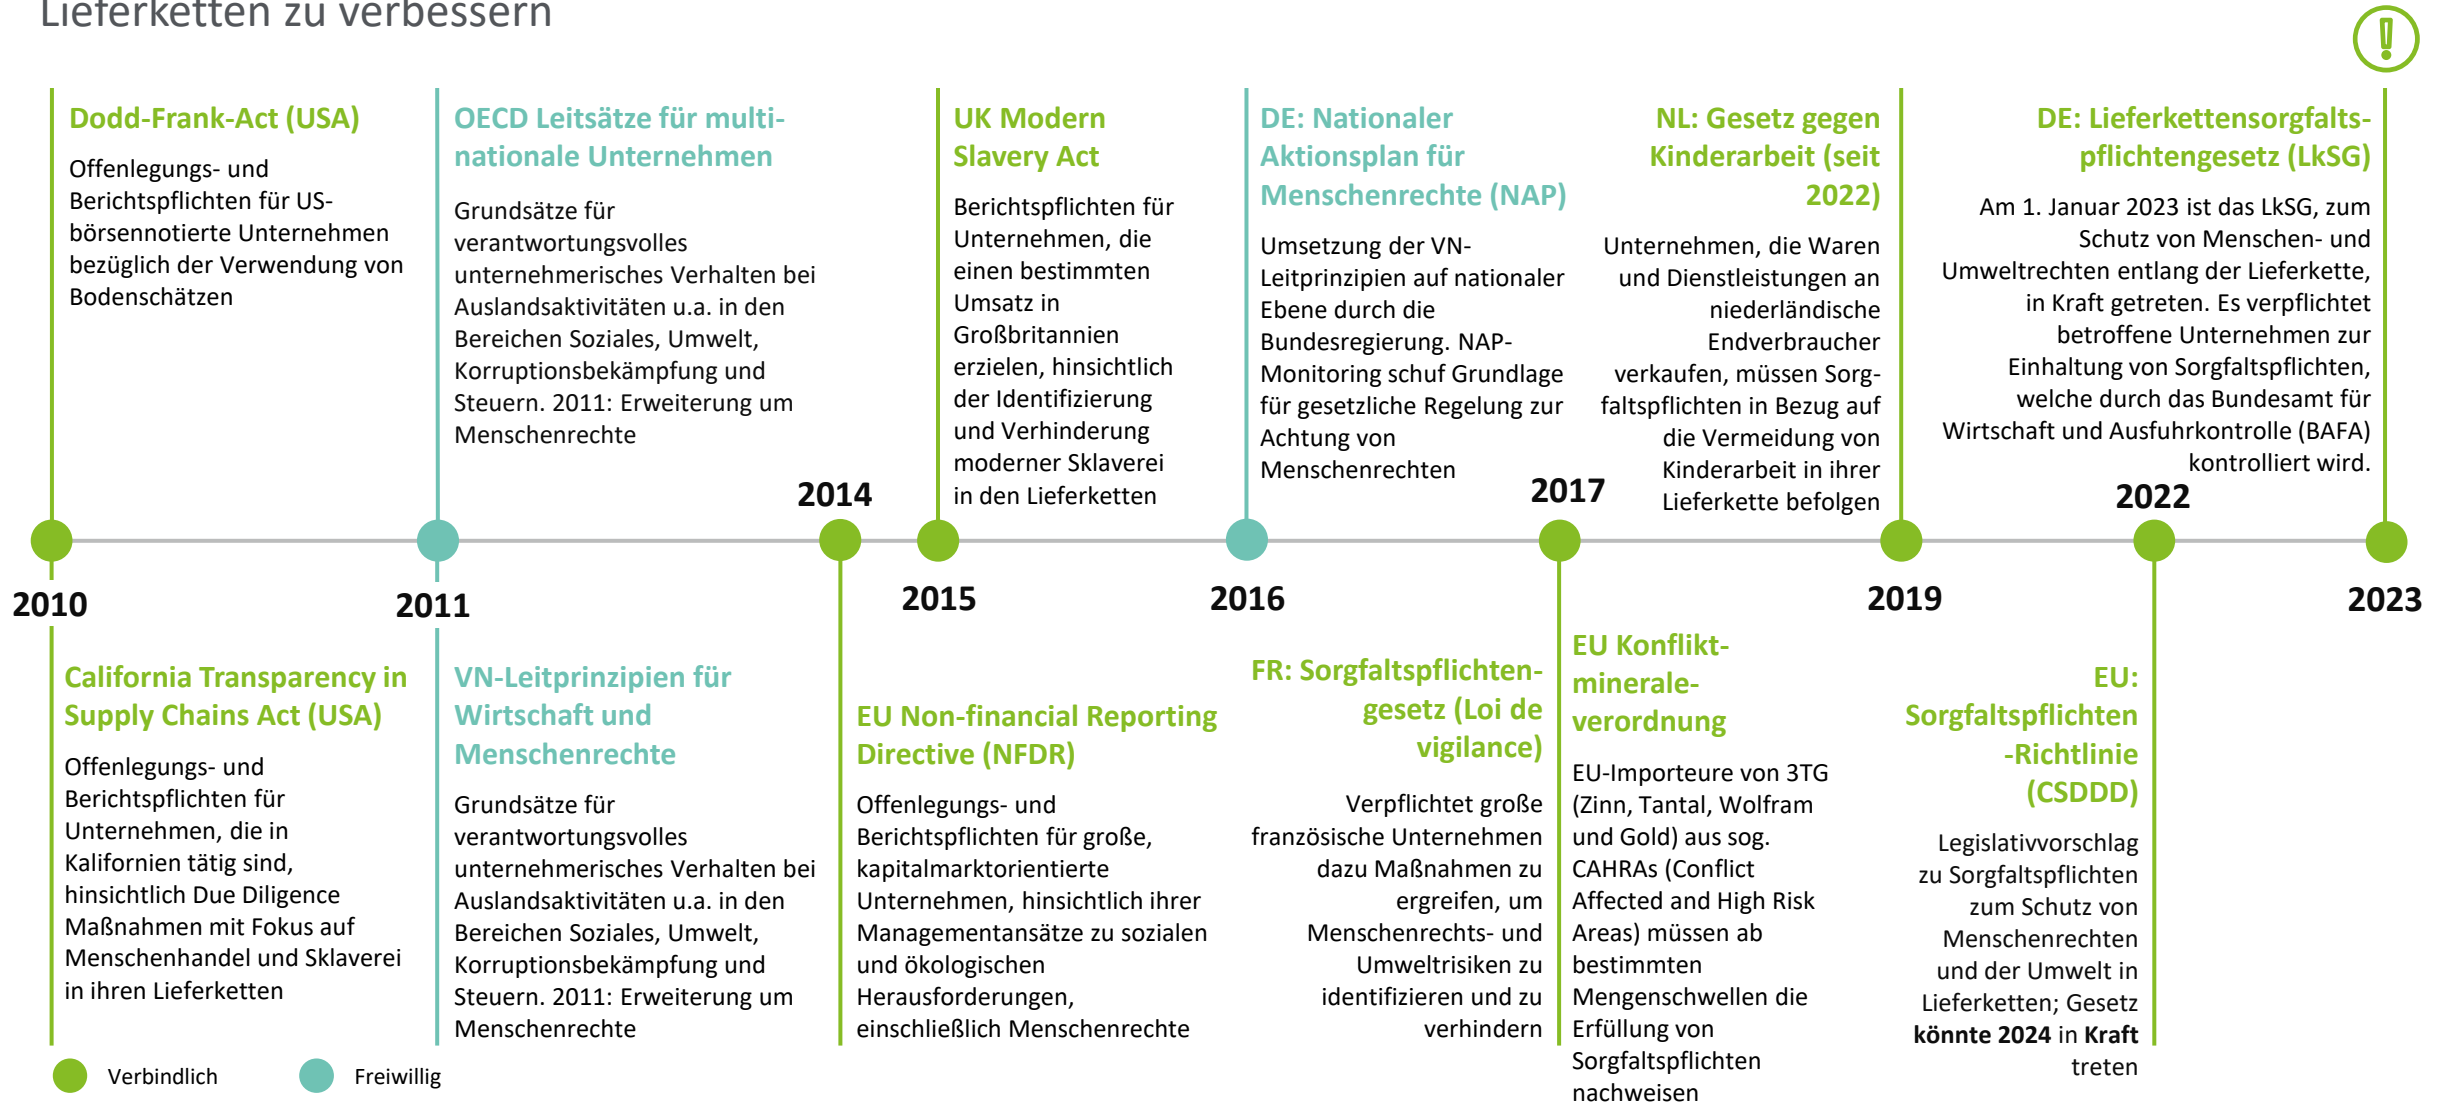 Lieferketten zu verbessern
Dodd-Frank-Act (USA)
Offenlegungs- und
Berichtspflichten für US-
börsennotierte Unternehmen
bezüglich der Verwendung von
Bodenschätzen
OECD Leitsätze für multi-
nationale Unternehmen
Grundsätze für
verantwortungsvolles
unternehmerisches Verhalten bei
Auslandsaktivitäten u.a. in den
Bereichen Soziales, Umwelt,
Korruptionsbekämpfung und
Steuern. 2011: Erweiterung um
Menschenrechte
UK Modern
Slavery Act
Berichtspflichten für
Unternehmen, die
einen bestimmten
Umsatz in
Großbritannien
erzielen, hinsichtlich
der Identifizierung
und Verhinderung
moderner Sklaverei
in den Lieferketten
DE: Nationaler
Aktionsplan für
Menschenrechte (NAP)
Umsetzung der VN-
Leitprinzipien auf nationaler
Ebene durch die
Bundesregierung. NAP-
Monitoring schuf Grundlage
für gesetzliche Regelung zur
Achtung von
Menschenrechten
NL: Gesetz gegen
Kinderarbeit (seit
2022)
Unternehmen, die Waren
und Dienstleistungen an
niederländische
Endverbraucher
verkaufen, müssen Sorg-
faltspflichten in Bezug auf
die Vermeidung von
Kinderarbeit in ihrer
Lieferkette befolgen
DE: Lieferkettensorgfalts-
pflichtengesetz (LkSG)
Am 1. Januar 2023 ist das LkSG, zum
Schutz von Menschen- und
Umweltrechten entlang der Lieferkette,
in Kraft getreten. Es verpflichtet
betroffene Unternehmen zur
Einhaltung von Sorgfaltspflichten,
welche durch das Bundesamt für
Wirtschaft und Ausfuhrkontrolle (BAFA)
kontrolliert wird.
2010
2011
2014
2015
2016
2017
2019
2022
2023
California Transparency in
Supply Chains Act (USA)
Offenlegungs- und
Berichtspflichten für
Unternehmen, die in
Kalifornien tätig sind,
hinsichtlich Due Diligence
Maßnahmen mit Fokus auf
Menschenhandel und Sklaverei
in ihren Lieferketten
VN-Leitprinzipien für
Wirtschaft und
Menschenrechte
Grundsätze für
verantwortungsvolles
unternehmerisches Verhalten bei
Auslandsaktivitäten u.a. in den
Bereichen Soziales, Umwelt,
Korruptionsbekämpfung und
Steuern. 2011: Erweiterung um
Menschenrechte
EU Non-financial Reporting
Directive (NFDR)
Offenlegungs- und
Berichtspflichten für große,
kapitalmarktorientierte
Unternehmen, hinsichtlich ihrer
Managementansätze zu sozialen
und ökologischen
Herausforderungen,
einschließlich Menschenrechte
FR: Sorgfaltspflichten-
gesetz (Loi de
vigilance)
Verpflichtet große
französische Unternehmen
dazu Maßnahmen zu
ergreifen, um
Menschenrechts- und
Umweltrisiken zu
identifizieren und zu
verhindern
EU Konflikt-
minerale-
verordnung
EU-Importeure von 3TG
(Zinn, Tantal, Wolfram
und Gold) aus sog.
CAHRAs (Conflict
Affected and High Risk
Areas) müssen ab
bestimmten
Mengenschwellen die
Erfüllung von
Sorgfaltspflichten
nachweisen
EU:
Sorgfaltspflichten
-Richtlinie
(CSDDD)
Legislativvorschlag
zu Sorgfaltspflichten
zum Schutz von
Menschenrechten
und der Umwelt in
Lieferketten; Gesetz
könnte 2024 in Kraft
treten
Verbindlich
Freiwillig